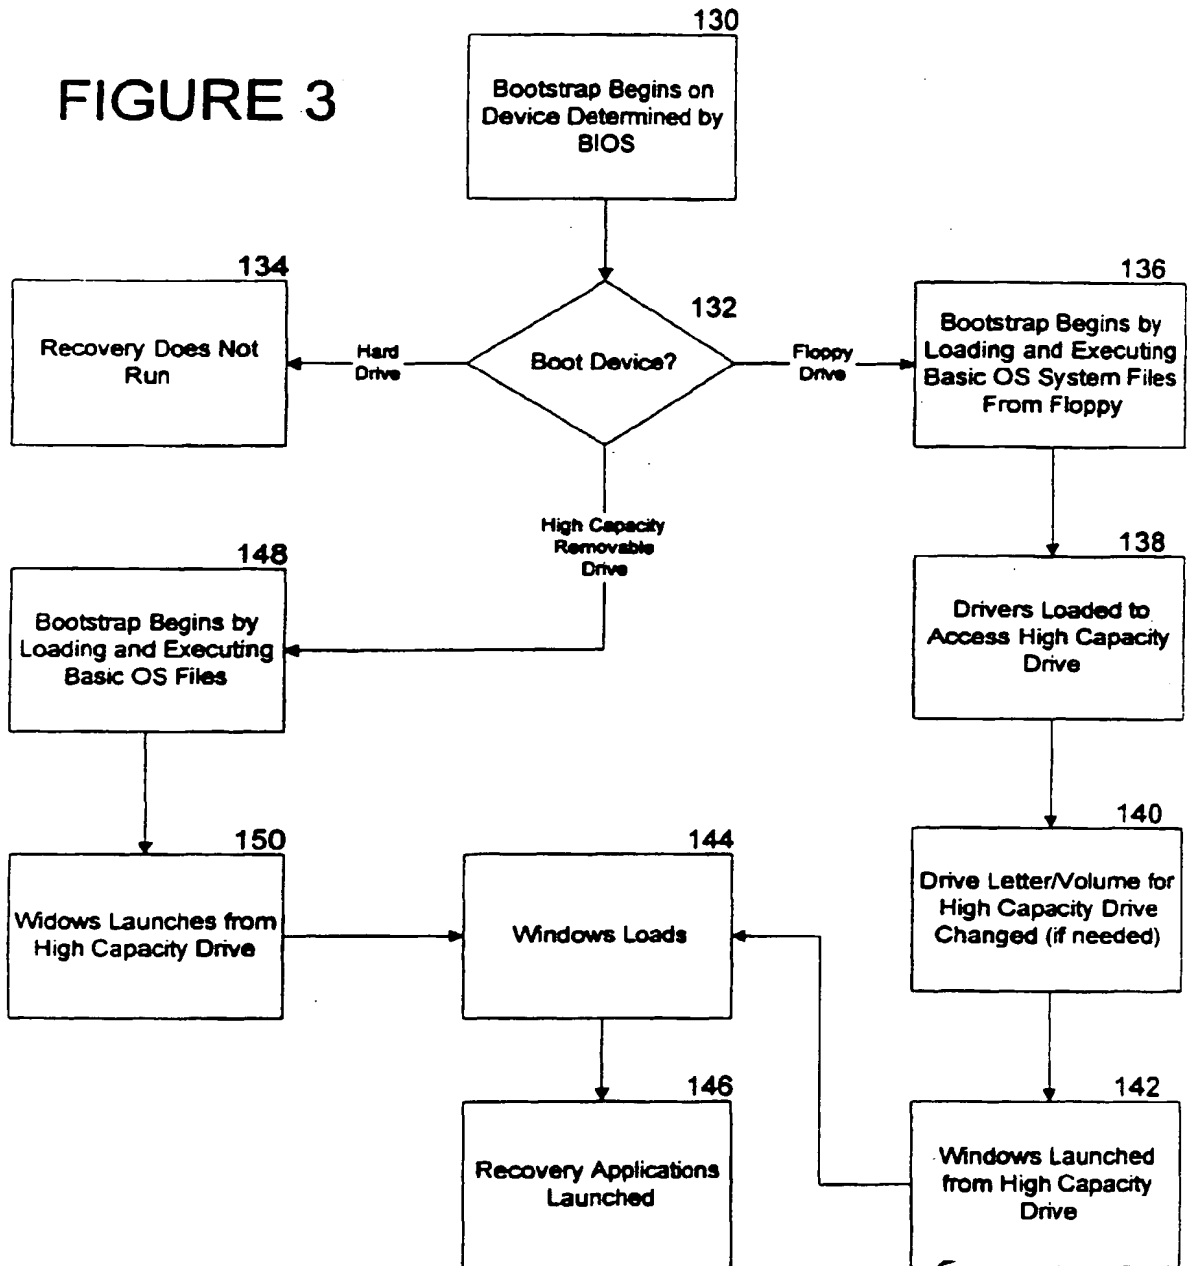 FIGURE 3
130
Bootstrap Begins on
Device Determined by
BIOS
134
Recovery Does Not
Run
Hard
Drive
132
Boot Device?
Floppy
Drive
136
Bootstrap Begins by
Loading and Executing
Basic OS System Files
From Floppy
High Capacity
Removable
Drive
148
Bootstrap Begins by
Loading and Executing
Basic OS Files
138
Drivers Loaded to
Access High Capacity
Drive
150
Widows Launches from
High Capacity Drive
144
Windows Loads
140
Drive Letter/Volume for
High Capacity Drive
Changed (if needed)
146
Recovery Applications
Launched
142
Windows Launched
from High Capacity
Drive